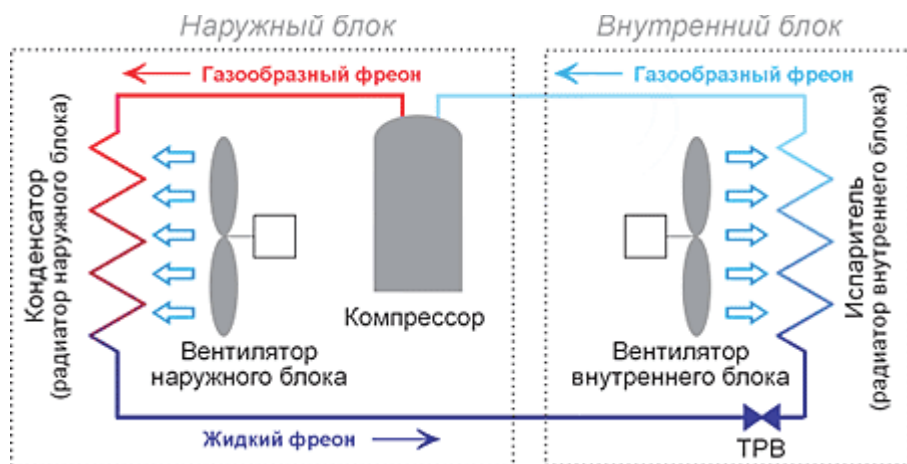 Наружный блок
Внутренний блок
Газообразный фреон
Газообразный фреон
Конденсатор
(радиатор наружного блока)
Компрессор
Вентилятор
наружного блока
Вентилятор
внутреннего блока
Испаритель
(радиатор внутреннего блока)
Жидкий фреон
ТРВ